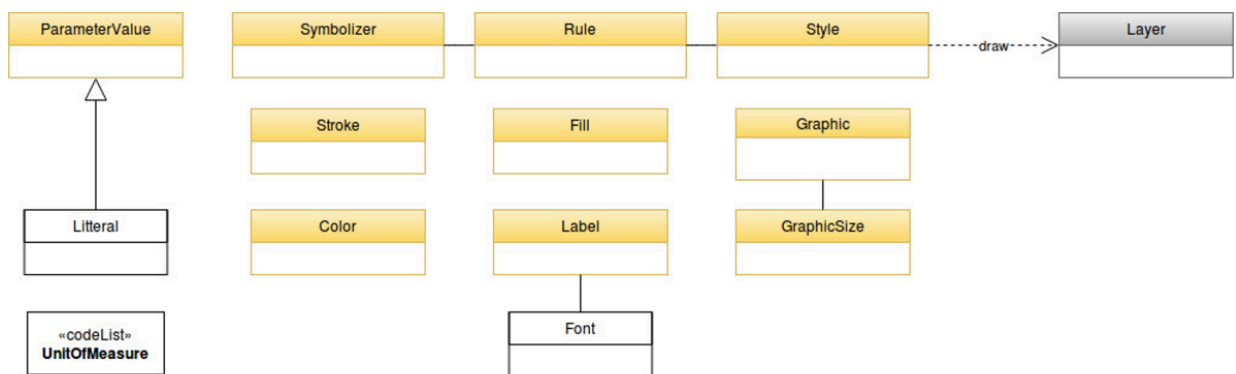 ParameterValue
Symbolizer
Rule
Style
draw
Layer
Stroke
Fill
Graphic
Litteral
Color
Label
GraphicSize
«codeList»
UnitOfMeasure
Font